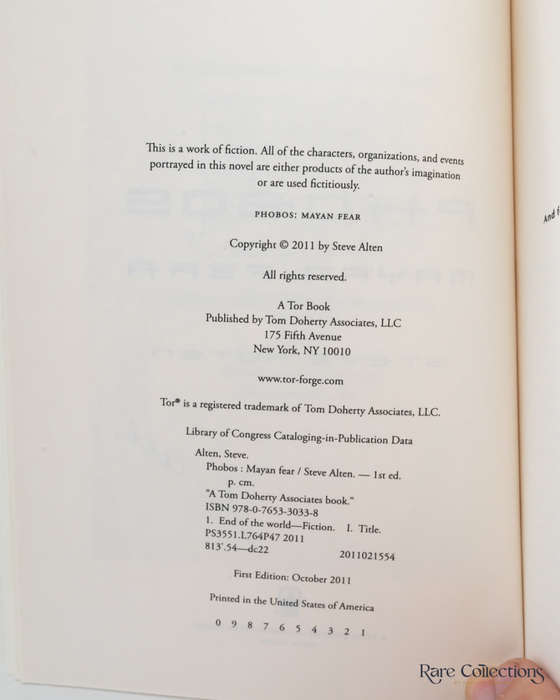 This is a work of fiction. All of the characters, organizations, and events
portrayed in this novel are either products of the author's imagination
or are used fictitiously.
PHOBOS: MAYAN FEAR
Copyright © 2011 by Steve Alten
All rights reserved.
A Tor Book
Published by Tom Doherty Associates, LLC
175 Fifth Avenue
New York, NY 10010
www.tor-forge.com
Tor® is a registered trademark of Tom Doherty Associates, LLC.
Library of Congress Cataloging-in-Publication Data
Alten, Steve.
Phobos : Mayan fear / Steve Alten. — 1st ed.
p. cm.
"A Tom Doherty Associates book."
ISBN 978-0-7653-3033-8
1. End of the world—Fiction. I. Title.
PS3551.L764P47 2011
813'.54—dc22 2011021554
First Edition: October 2011
Printed in the United States of America
0 9 8 7 6 5 4 3 2 1
And
Rare Collections